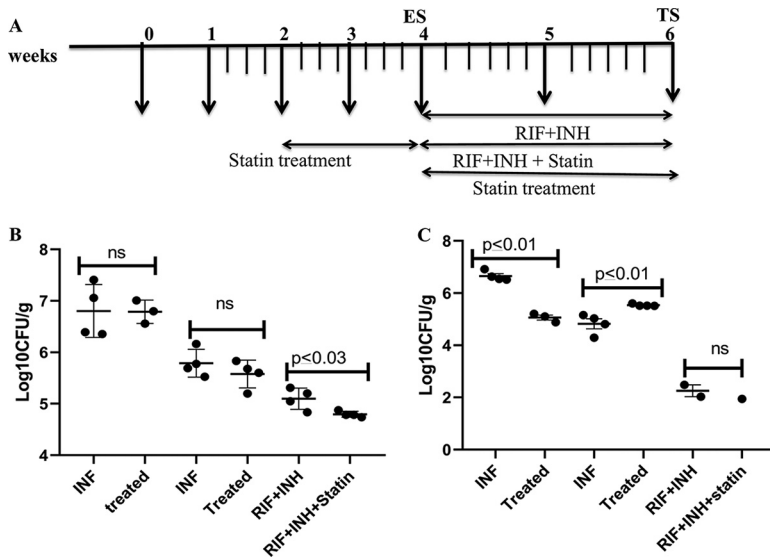 A
ES
TS
weeks
0 1 2 3 4 5 6
RIF+INH
Statin treatment
RIF+INH + Statin
Statin treatment
B
Log10CFU/g
8
7
6
5
4
ns
ns
p<0.03
INF
treated
INF
Treated
RIF+INH
RIF+INH+Statin
C
Log10CFU/g
8
6
4
2
0
p≤0.01
p≤0.01
ns
INF
Treated
INF
Treated
RIF+INH
RIF+INH+statin